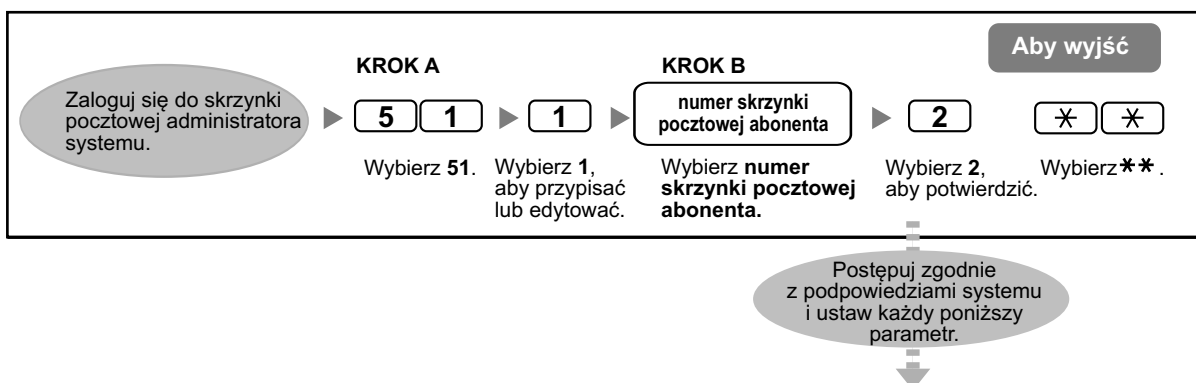 Aby wyjść
KROK A
KROK B
Zaloguj się do skrzynki
pocztowej administratora
systemu.
5 1
1
numer skrzynki
pocztowej abonenta
2
* *
Wybierz 51.
Wybierz 1,
aby przypisać
lub edytować.
Wybierz numer
skrzynki pocztowej
abonenta.
Wybierz 2,
aby potwierdzić.
Wybierz**.
Postępuj zgodnie
z podpowiedziami systemu
i ustaw każdy poniższy
parametr.